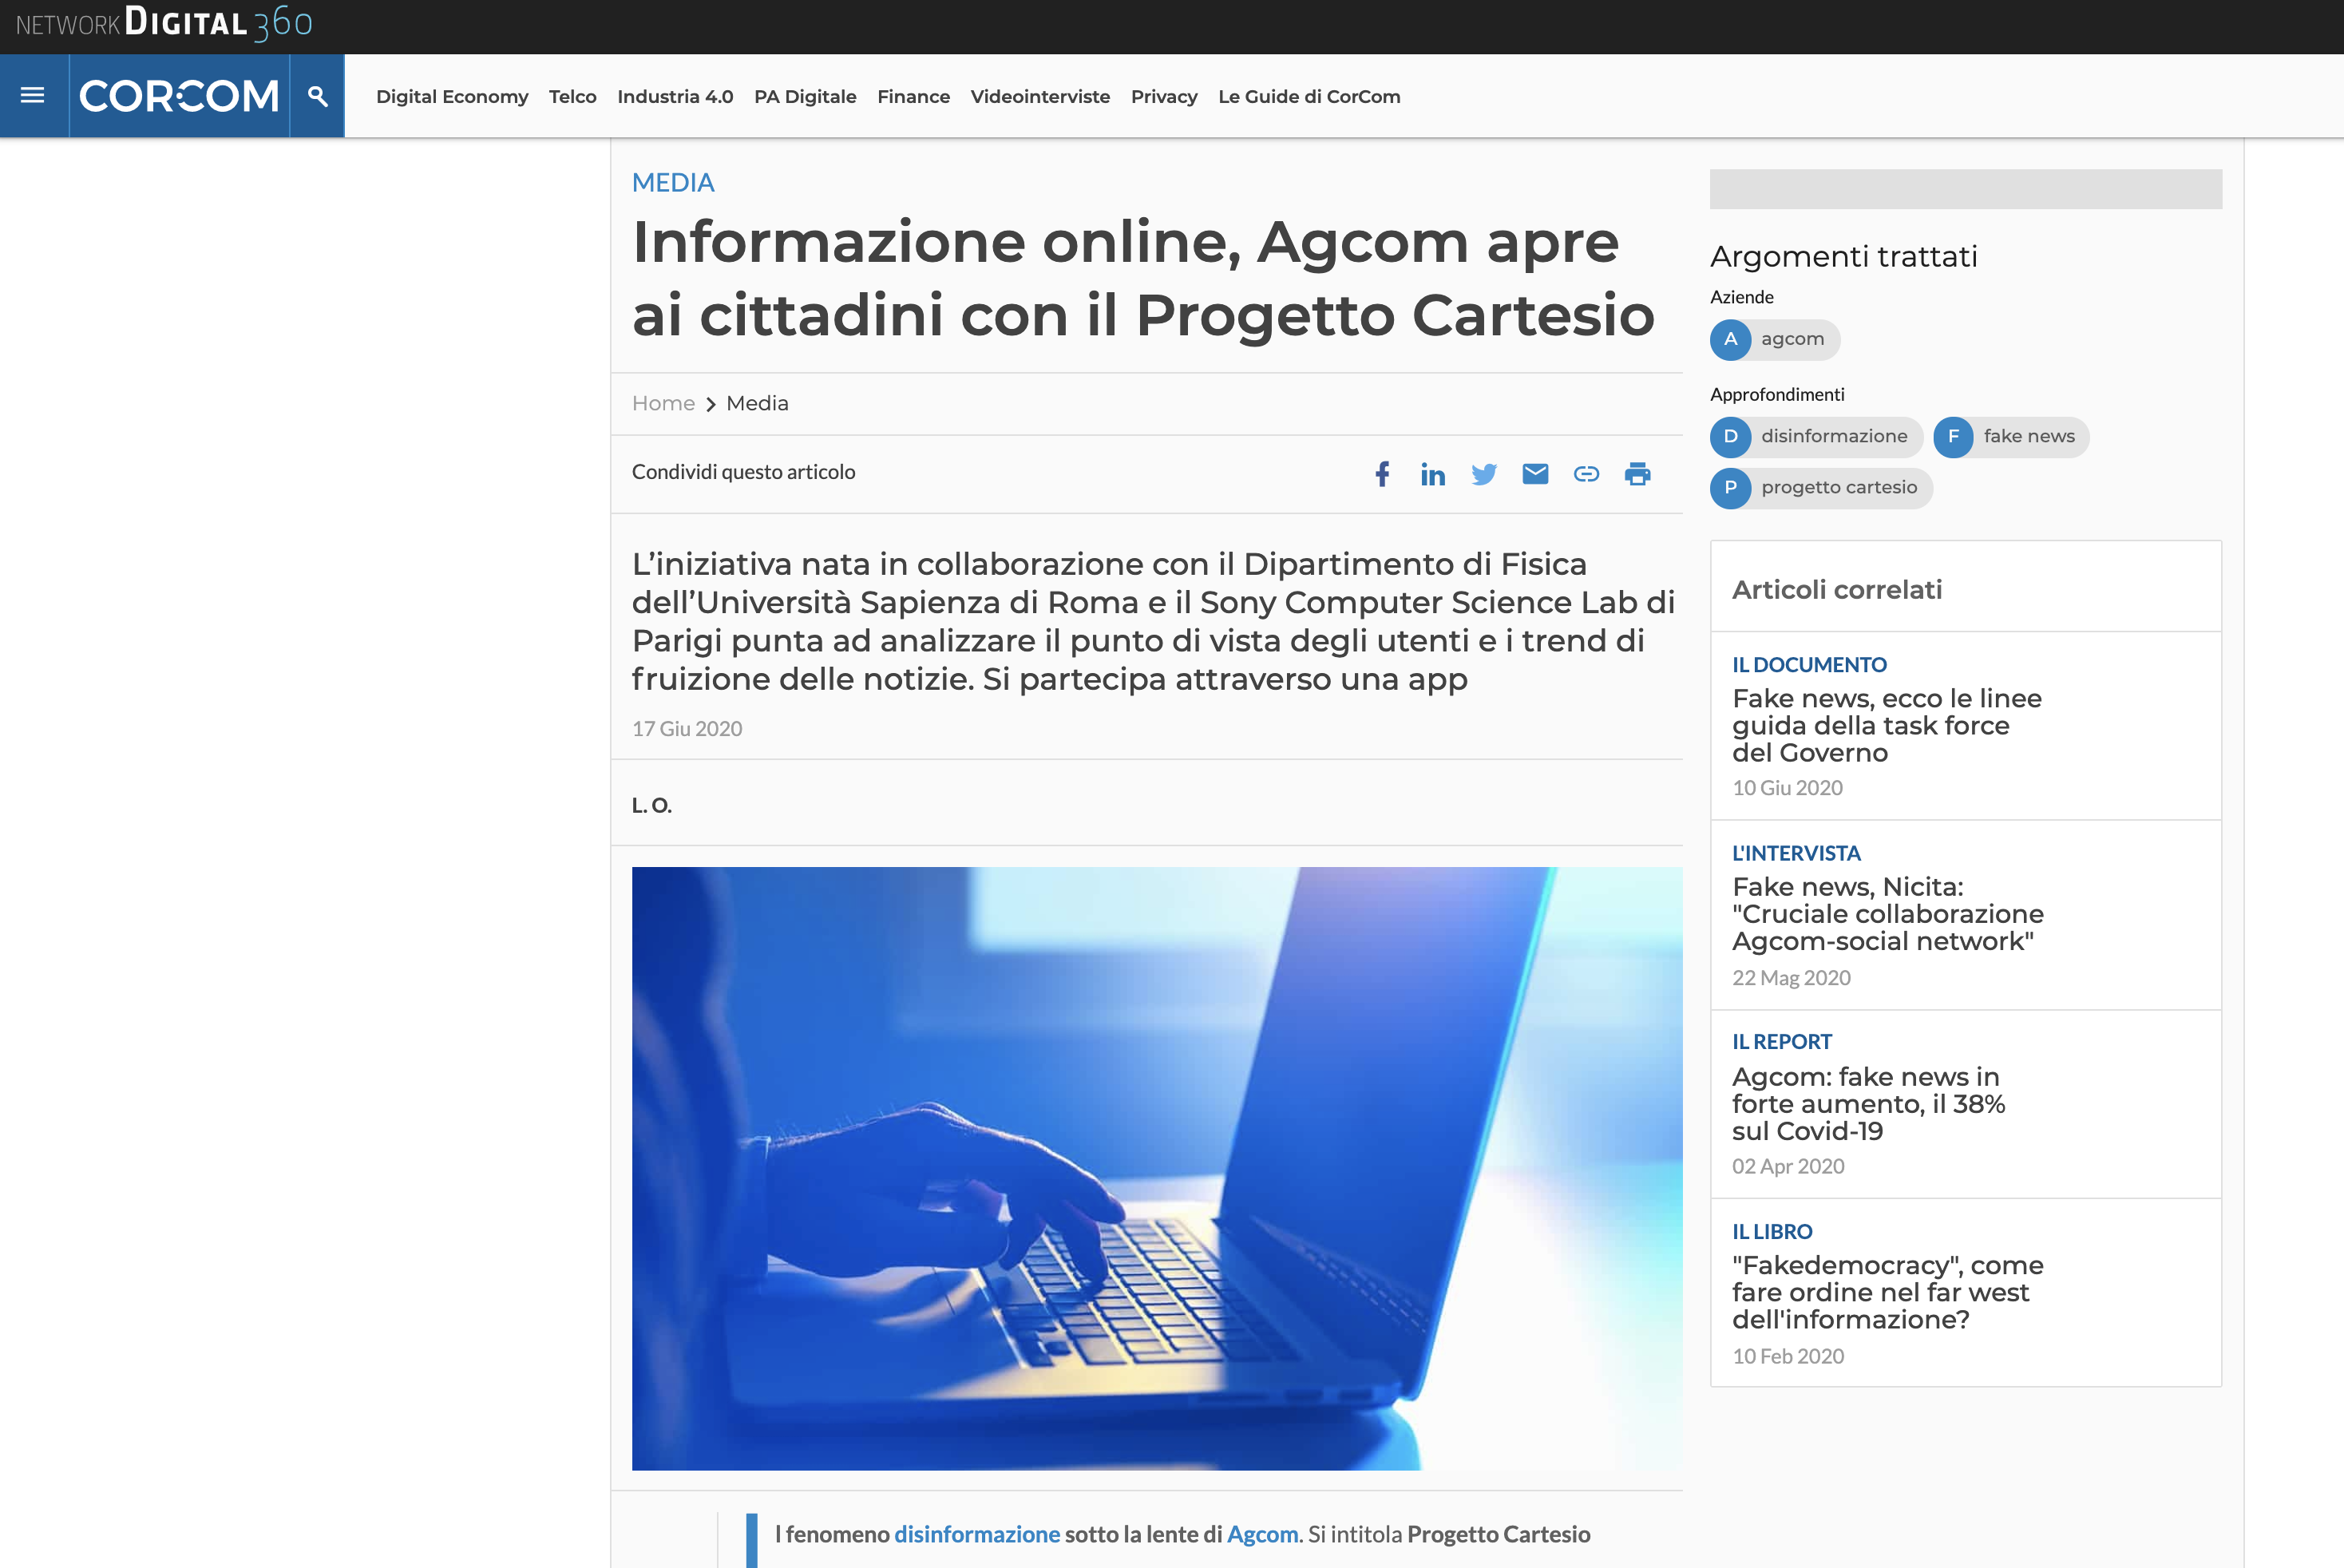 NETWORK DIGITAL 360
CORCOM
Digital Economy Telco Industria 4.0 PA Digitale Finance Videointerviste Privacy Le Guide di CorCom
MEDIA
Informazione online, Agcom apre
ai cittadini con il Progetto Cartesio
Home > Media
Condividi questo articolo
L’iniziativa nata in collaborazione con il Dipartimento di Fisica
dell’Università Sapienza di Roma e il Sony Computer Science Lab di
Parigi punta ad analizzare il punto di vista degli utenti e i trend di
fruizione delle notizie. Si partecipa attraverso una app
17 Giu 2020
L. O.
l fenomeno disinformazione sotto la lente di Agcom. Si intitola Progetto Cartesio
Argomenti trattati
Aziende
A agcom
Approfondimenti
D disinformazione F fake news
P progetto cartesio
Articoli correlati
IL DOCUMENTO
Fake news, ecco le linee
guida della task force
del Governo
10 Giu 2020
L'INTERVISTA
Fake news, Nicita:
"Cruciale collaborazione
Agcom-social network"
22 Mag 2020
IL REPORT
Agcom: fake news in
forte aumento, il 38%
sul Covid-19
02 Apr 2020
IL LIBRO
"Fakedemocracy", come
fare ordine nel far west
dell'informazione?
10 Feb 2020